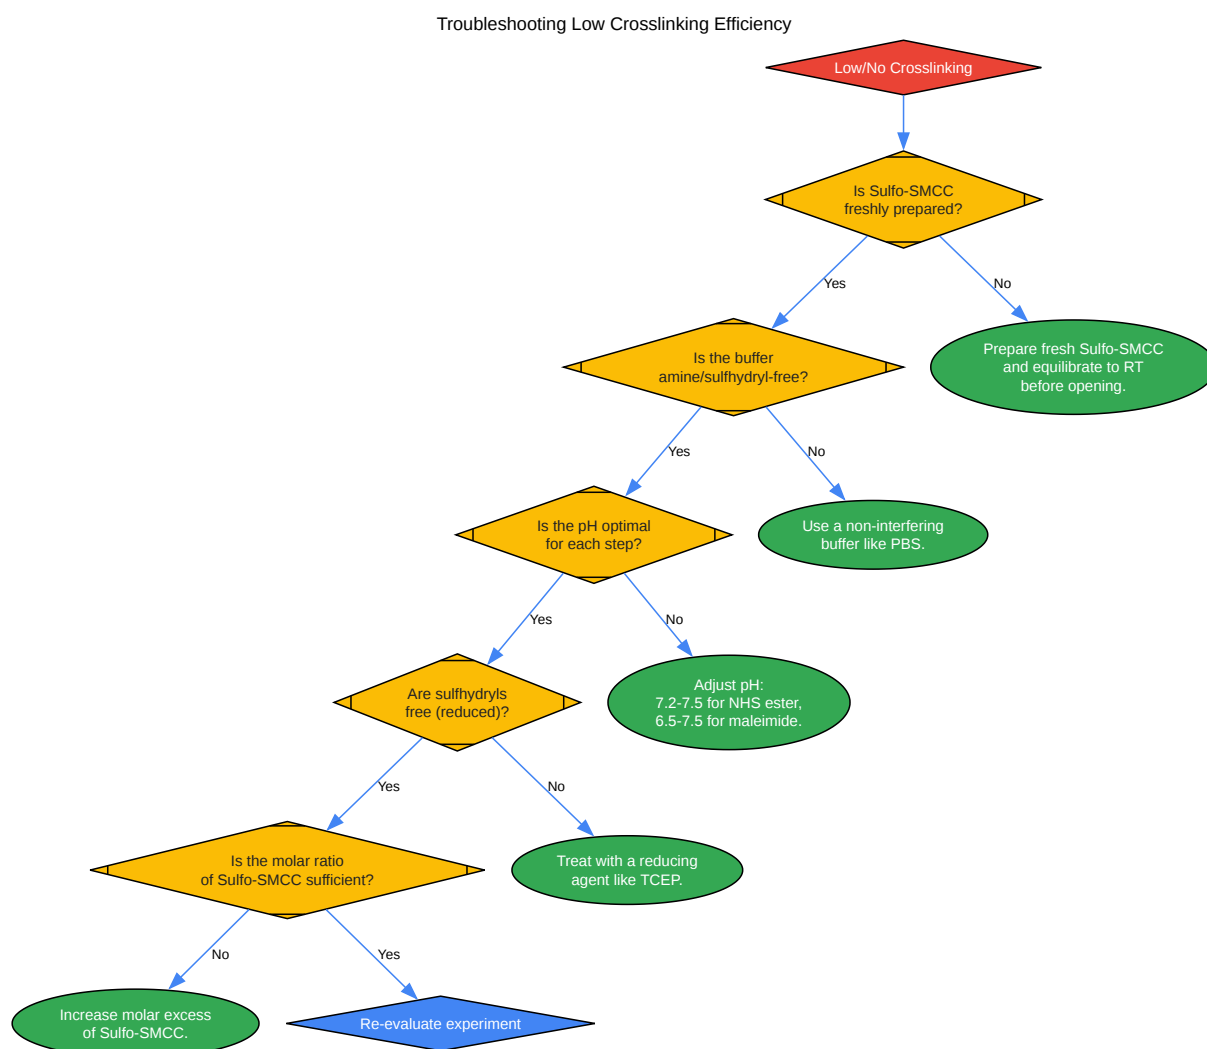 Troubleshooting Low Crosslinking Efficiency
Low/No Crosslinking
Is Sulfo-SMCC
freshly prepared?
Yes
No
Is the buffer
amine/sulfhydryl-free?
Prepare fresh Sulfo-SMCC
and equilibrate to RT
before opening.
Yes
No
Is the pH optimal
for each step?
Use a non-interfering
buffer like PBS.
Yes
No
Are sulfhydryls
free (reduced)?
Adjust pH:
7.2-7.5 for NHS ester,
6.5-7.5 for maleimide.
Yes
No
Is the molar ratio
of Sulfo-SMCC sufficient?
Treat with a reducing
agent like TCEP.
No
Yes
Increase molar excess
of Sulfo-SMCC.
Re-evaluate experiment